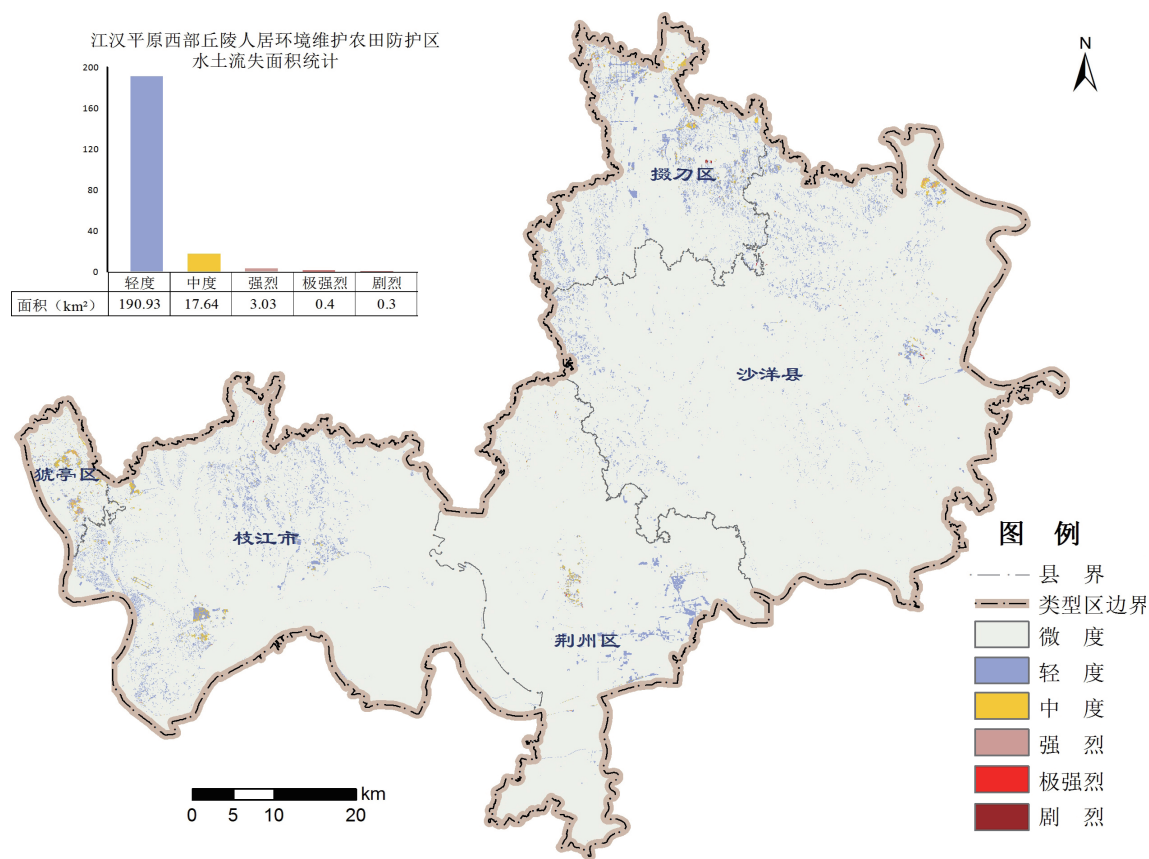 江汉平原西部丘陵人居环境维护农田防护区
水土流失面积统计
200
160
120
80
40
0
轻度 中度 强烈 极强烈 剧烈
面积（km²） 190.93 17.64 3.03 0.4 0.3
N
掇刀区
沙洋县
猇亭区
枝江市
荆州区
图 例
县 界
类型区边界
微 度
轻 度
中 度
强 烈
极强烈
剧 烈
km
0 5 10 20